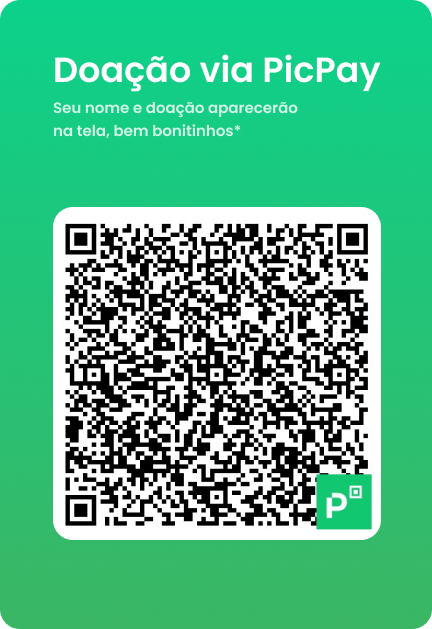 Doação via PicPay
Seu nome e doação aparecerão
na tela, bem bonitinhos*